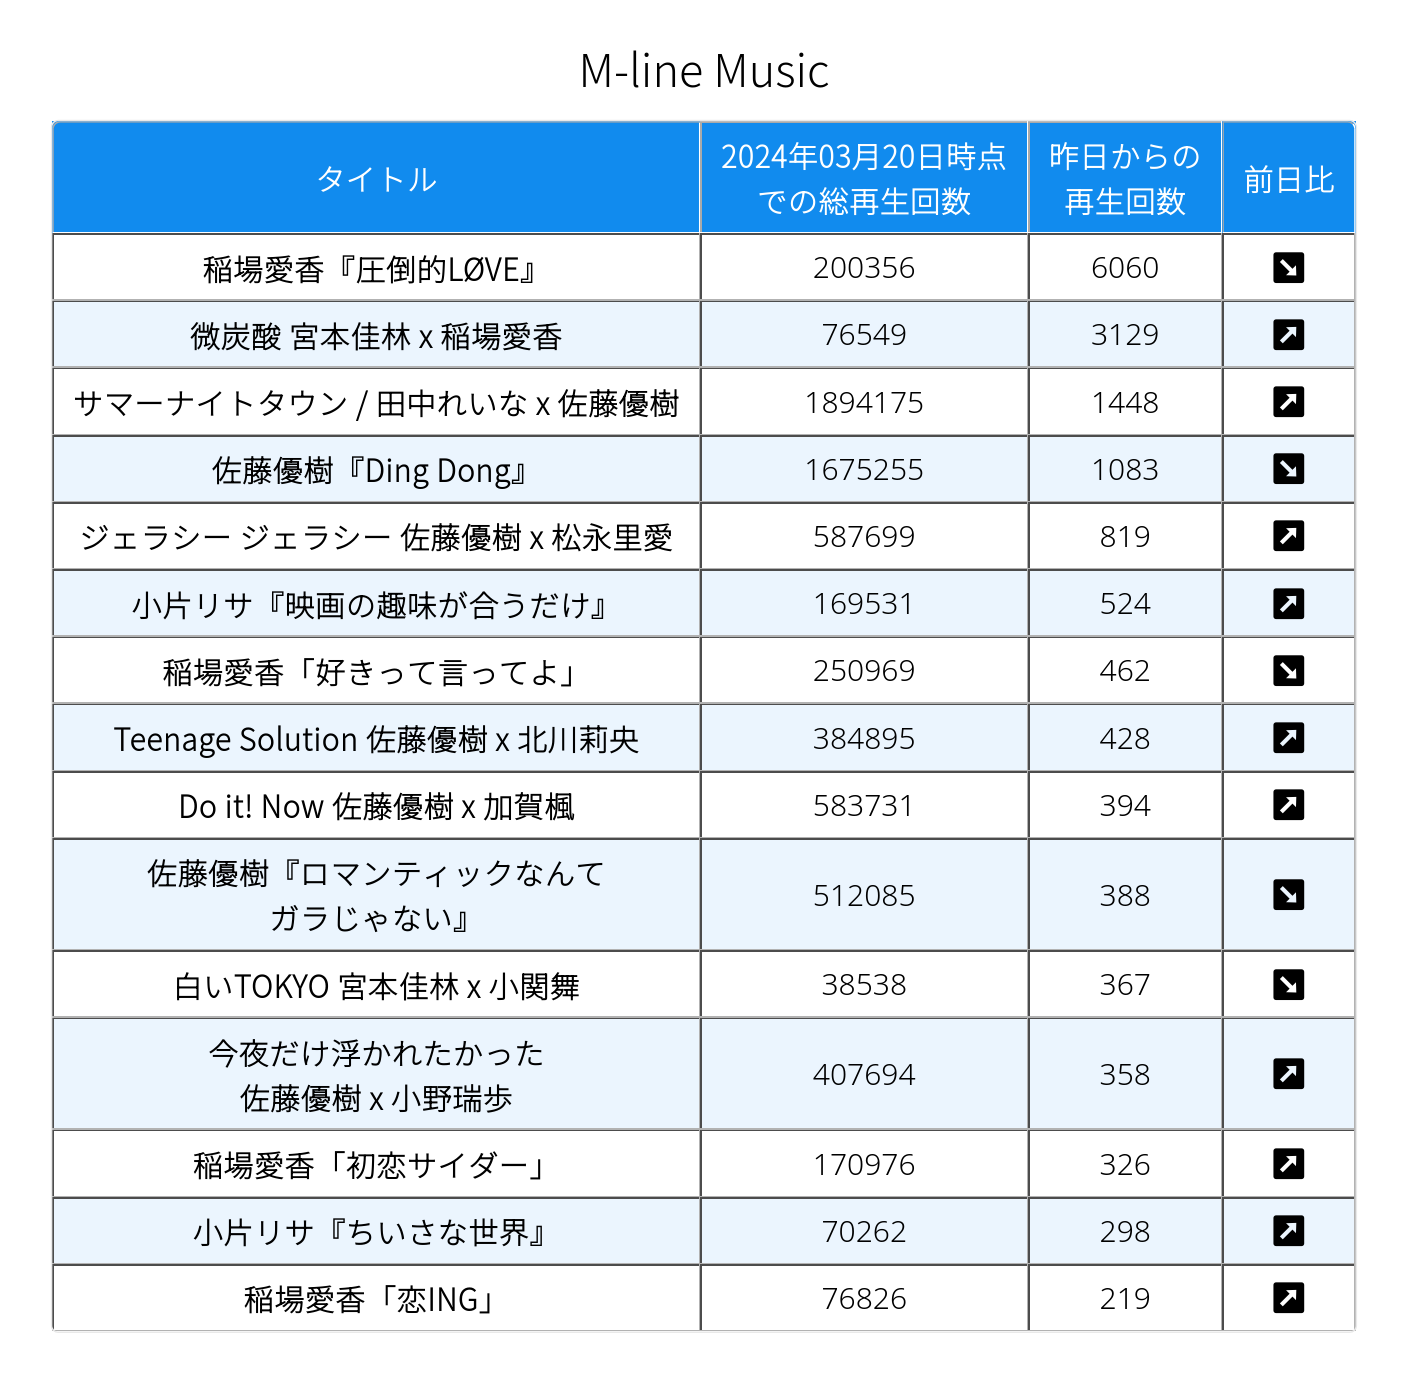 M-line Music
タイトル 2024年03月20日時点 での総再生回数 昨日からの 再生回数 前日比
稲場愛香『圧倒的LØVE』 200356 6060 ↘
微炭酸 宮本佳林 x 稲場愛香 76549 3129 ↗
サマーナイトタウン / 田中れいな x 佐藤優樹 1894175 1448 ↗
佐藤優樹『Ding Dong』 1675255 1083 ↘
ジェラシー ジェラシー 佐藤優樹 x 松永里愛 587699 819 ↗
小片リサ『映画の趣味が合うだけ』 169531 524 ↗
稲場愛香「好きって言ってよ」 250969 462 ↘
Teenage Solution 佐藤優樹 x 北川莉央 384895 428 ↗
Do it! Now 佐藤優樹 x 加賀楓 583731 394 ↗
佐藤優樹『ロマンティックなんて
ガラじゃない』 512085 388 ↘
白いTOKYO 宮本佳林 x 小関舞 38538 367 ↘
今夜だけ浮かれたかった
佐藤優樹 x 小野瑞歩 407694 358 ↗
稲場愛香「初恋サイダー」 170976 326 ↗
小片リサ『ちいさな世界』 70262 298 ↗
稲場愛香「恋ING」 76826 219 ↗